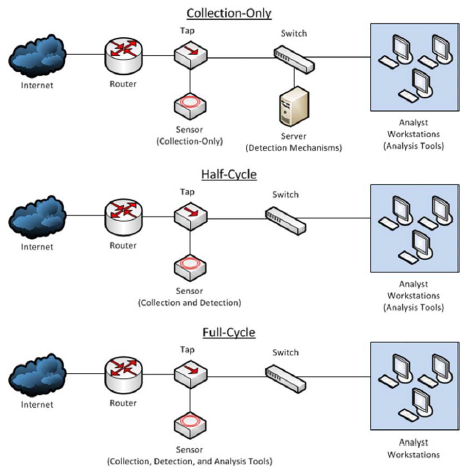 Collection-Only
Tap
Switch
Internet
Router
Sensor
(Collection-Only)
Server
(Detection Mechanisms)
Analyst
Workstations
(Analysis Tools)
Half-Cycle
Tap
Switch
Internet
Router
Sensor
(Collection and Detection)
Analyst
Workstations
(Analysis Tools)
Full-Cycle
Tap
Switch
Internet
Router
Sensor
(Collection, Detection, and Analysis Tools)
Analyst
Workstations